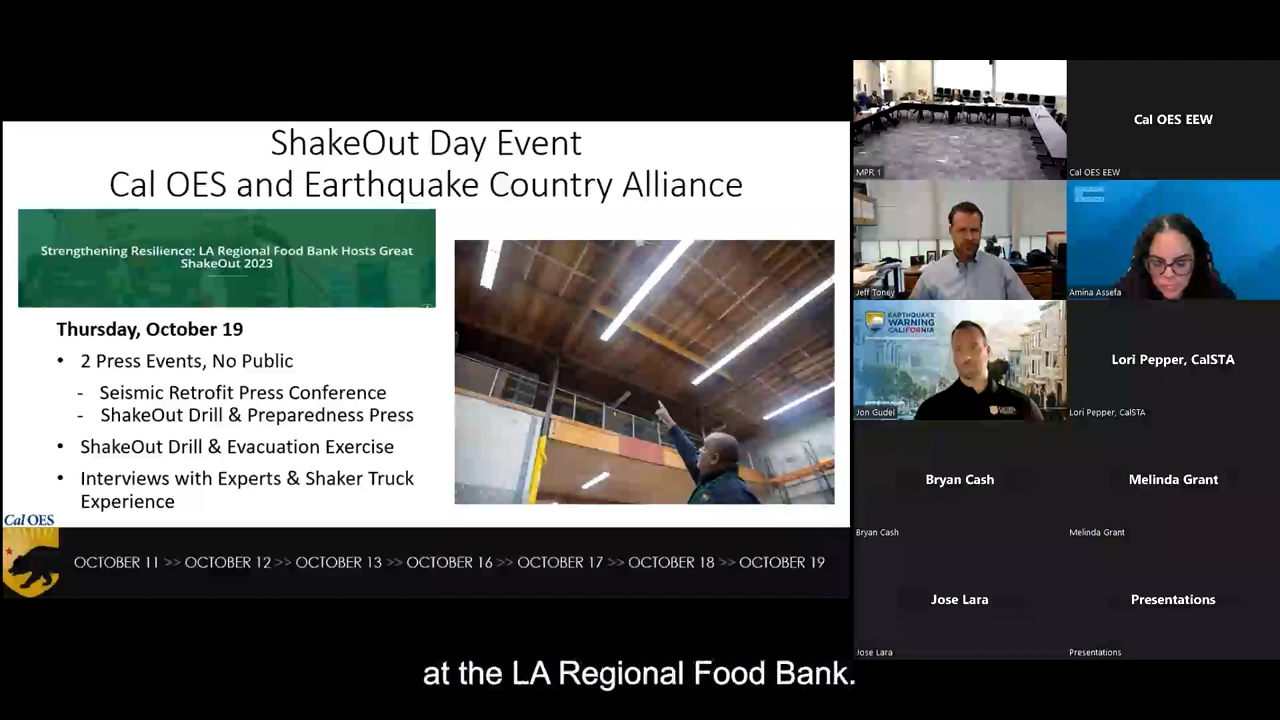 ShakeOut Day Event
Cal OES and Earthquake Country Alliance
Strengthening Resilience: LA Regional Food Bank Hosts Great
ShakeOut 2023
Thursday, October 19
• 2 Press Events, No Public
- Seismic Retrofit Press Conference
- ShakeOut Drill & Preparedness Press
• ShakeOut Drill & Evacuation Exercise
• Interviews with Experts & Shaker Truck
Experience
Cal OES
OCTOBER 11 >> OCTOBER 12 >> OCTOBER 13 >> OCTOBER 16 >> OCTOBER 17 >> OCTOBER 18 >> OCTOBER 19
MPR 1
Cal OES EEW
Cal OES EEW
Jeff Toney
Amina Assefa
EARTHQUAKE
WARNING
CALIFORNIA
Jon Gudel
Lori Pepper, CalSTA
Lori Pepper, CalSTA
Bryan Cash
Bryan Cash
Melinda Grant
Melinda Grant
Jose Lara
Jose Lara
Presentations
Presentations
at the LA Regional Food Bank.